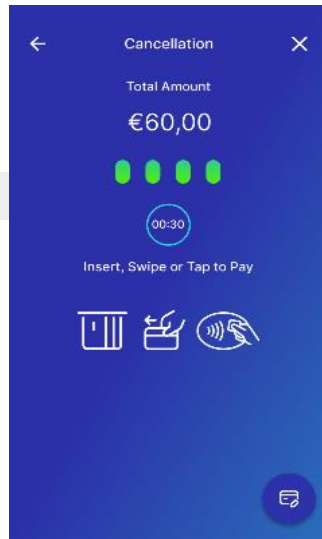 Cancellation
Total Amount
€60,00
00:30
Insert, Swipe or Tap to Pay